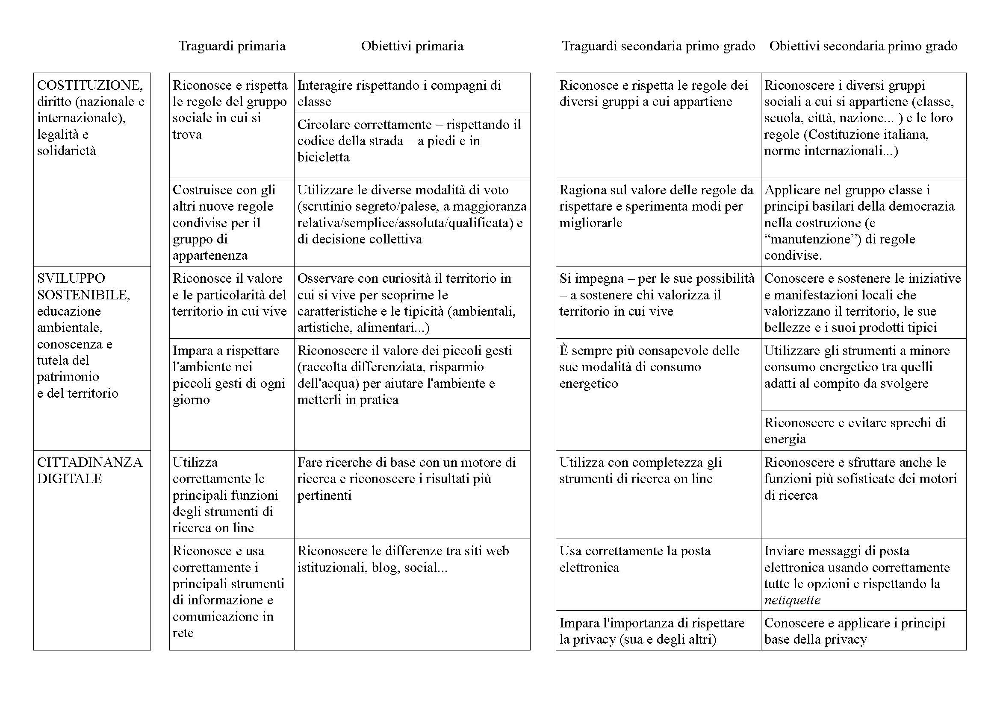 Traguardi primaria
Obiettivi primaria
Traguardi secondaria primo grado
Obiettivi secondaria primo grado
COSTITUZIONE,
diritto (nazionale e
internazionale),
legalità e
solidarietà
Riconosce e rispetta
le regole del gruppo
sociale in cui si
trova
Interagire rispettando i compagni di
classe
Circolare correttamente – rispettando il
codice della strada – a piedi e in
bicicletta
Riconosce e rispetta le regole dei
diversi gruppi a cui appartiene
Riconoscere i diversi gruppi
sociali a cui si appartiene (classe,
scuola, città, nazione... ) e le loro
regole (Costituzione italiana,
norme internazionali...)
Costruisce con gli
altri nuove regole
condivise per il
gruppo di
appartenenza
Utilizzare le diverse modalità di voto
(scrutinio segreto/palese, a maggioranza
relativa/semplice/assoluta/qualificata) e
di decisione collettiva
Ragiona sul valore delle regole da
rispettare e sperimenta modi per
migliorarle
Applicare nel gruppo classe i
principi basilari della democrazia
nella costruzione (e
“manutenzione”) di regole
condivise.
SVILUPPO
SOSTENIBILE,
educazione
ambientale,
conoscenza e
tutela del
patrimonio
e del territorio
Riconosce il valore
e le particolarità del
territorio in cui vive
Osservare con curiosità il territorio in
cui si vive per scoprirne le
caratteristiche e le tipicità (ambientali,
artistiche, alimentari...)
Si impegna – per le sue possibilità
– a sostenere chi valorizza il
territorio in cui vive
Conoscere e sostenere le iniziative
e manifestazioni locali che
valorizzano il territorio, le sue
bellezze e i suoi prodotti tipici
Impara a rispettare
l'ambiente nei
piccoli gesti di ogni
giorno
Riconoscere il valore dei piccoli gesti
(raccolta differenziata, risparmio
dell'acqua) per aiutare l'ambiente e
metterli in pratica
È sempre più consapevole delle
sue modalità di consumo
energetico
Utilizzare gli strumenti a minore
consumo energetico tra quelli
adatti al compito da svolgere
Riconoscere e evitare sprechi di
energia
CITTADINANZA
DIGITALE
Utilizza
correttamente le
principali funzioni
degli strumenti di
ricerca on line
Fare ricerche di base con un motore di
ricerca e riconoscere i risultati più
pertinenti
Utilizza con completezza gli
strumenti di ricerca on line
Riconoscere e sfruttare anche le
funzioni più sofisticate dei motori
di ricerca
Riconosce e usa
correttamente i
principali strumenti
di informazione e
comunicazione in
rete
Riconoscere le differenze tra siti web
istituzionali, blog, social...
Usa correttamente la posta
elettronica
Inviare messaggi di posta
elettronica usando correttamente
tutte le opzioni e rispettando la
netiquette
Impara l'importanza di rispettare
la privacy (sua e degli altri)
Conoscere e applicare i principi
base della privacy